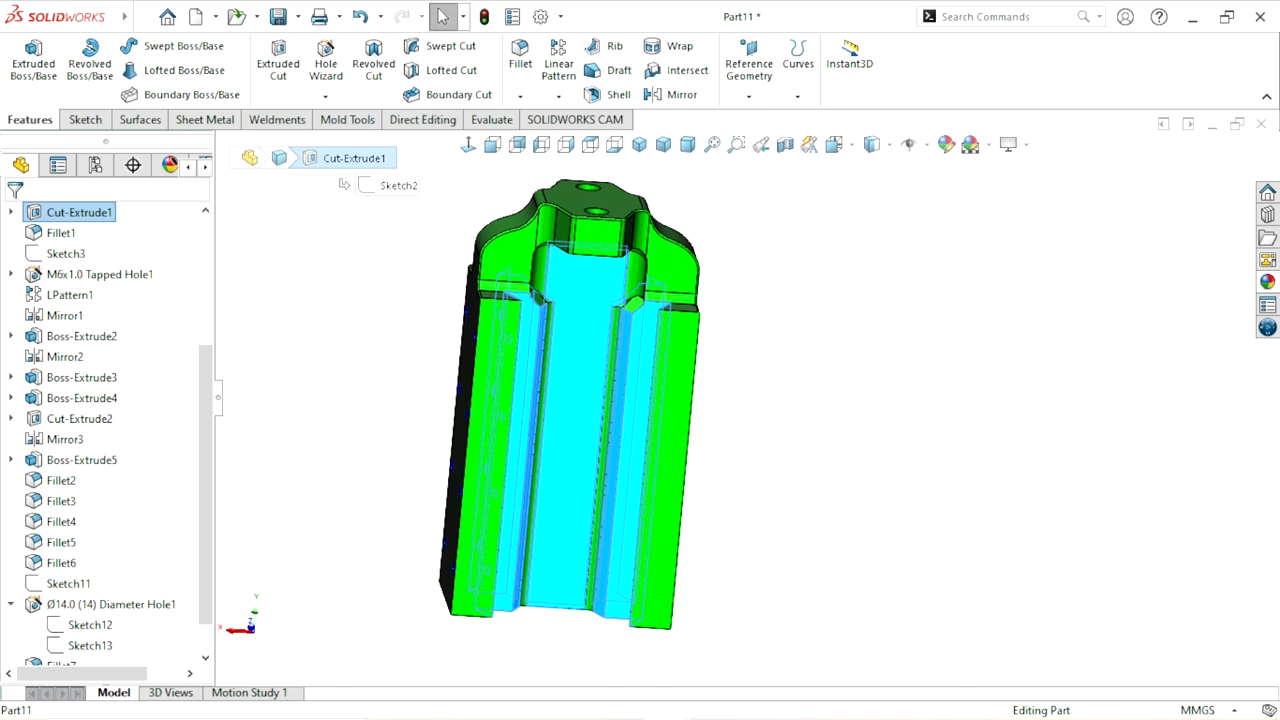 SOLIDWORKS
Part11 *
Search Commands
Extruded Boss/Base
Revolved Boss/Base
Swept Boss/Base
Lofted Boss/Base
Boundary Boss/Base
Extruded Cut
Hole Wizard
Revolved Cut
Swept Cut
Lofted Cut
Boundary Cut
Fillet
Linear Pattern
Rib
Draft
Shell
Wrap
Intersect
Mirror
Reference Geometry
Curves
Instant3D
Features Sketch Surfaces Sheet Metal Weldments Mold Tools Direct Editing Evaluate SOLIDWORKS CAM
Cut-Extrude1
Sketch2
Cut-Extrude1
Fillet1
Sketch3
M6x1.0 Tapped Hole1
LPattern1
Mirror1
Boss-Extrude2
Mirror2
Boss-Extrude3
Boss-Extrude4
Cut-Extrude2
Mirror3
Boss-Extrude5
Fillet2
Fillet3
Fillet4
Fillet5
Fillet6
Sketch11
Ø14.0 (14) Diameter Hole1
Sketch12
Sketch13
Fillet7
Y
X
Z
Model 3D Views Motion Study 1
Part11 Editing Part MMGS